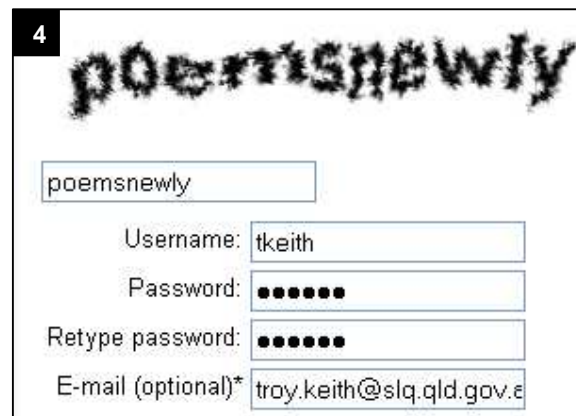 4
poemsnewly
poemsnewly
Username: tkeith
Password: ●●●●●●
Retype password: ●●●●●●
E-mail (optional)* troy.keith@slq.qld.gov.